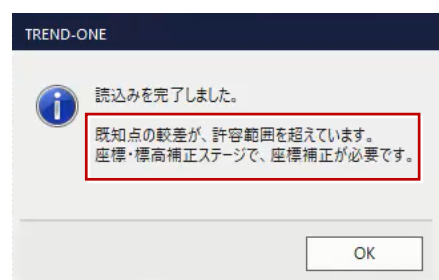 TREND-ONE
読込みを完了しました。
既知点の較差が、許容範囲を超えています。
座標・標高補正ステージで、座標補正が必要です。
OK